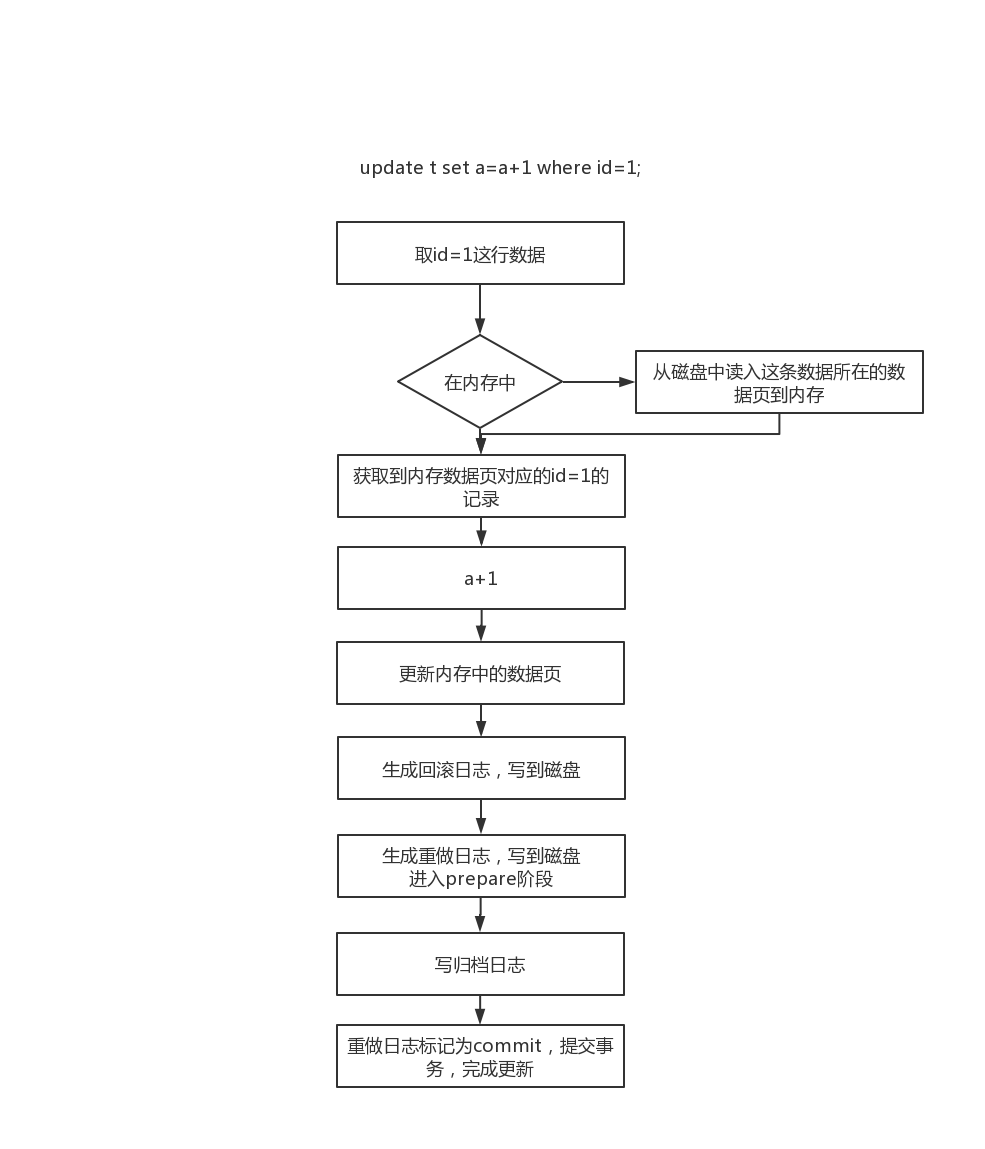 update t set a=a+1 where id=1;
取id=1这行数据
在内存中
从磁盘中读入这条数据所在的数
据页到内存
获取到内存数据页对应的id=1的
记录
a+1
更新内存中的数据页
生成回滚日志，写到磁盘
生成重做日志，写到磁盘
进入prepare阶段
写归档日志
重做日志标记为commit，提交事
务，完成更新